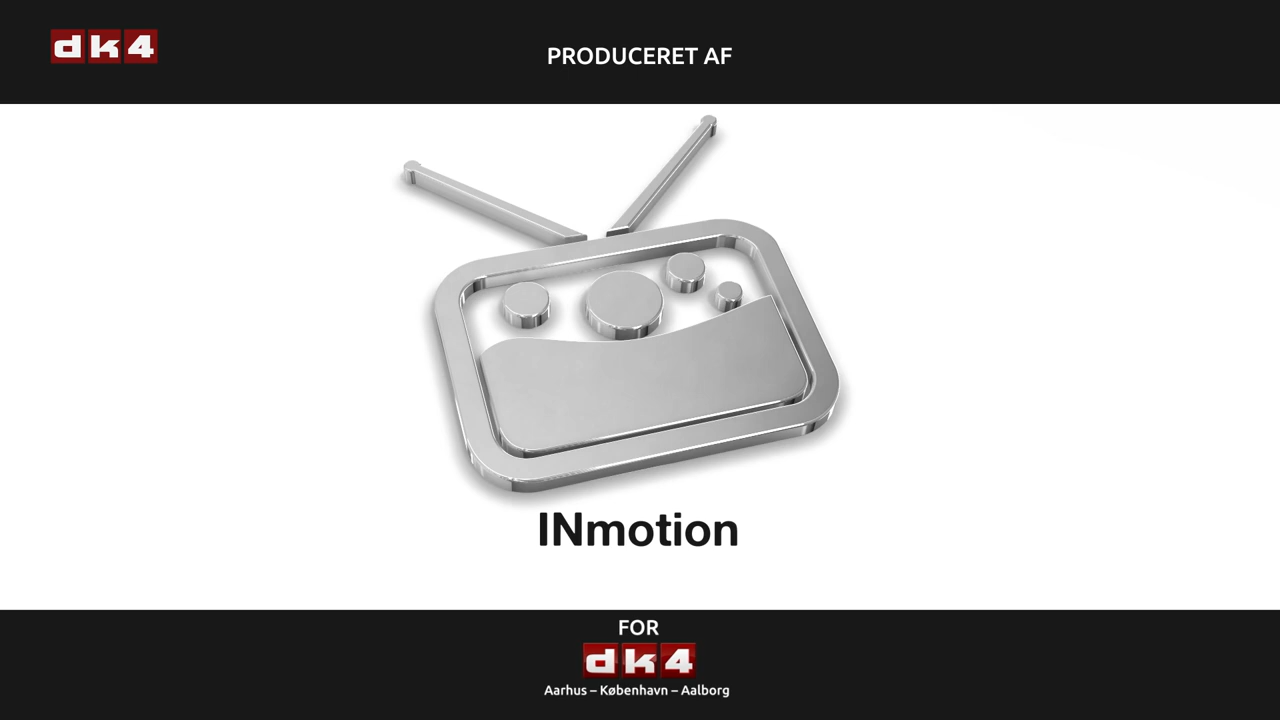 dk4
PRODUCERET AF
INmotion
FOR
dk4
Aarhus – København – Aalborg